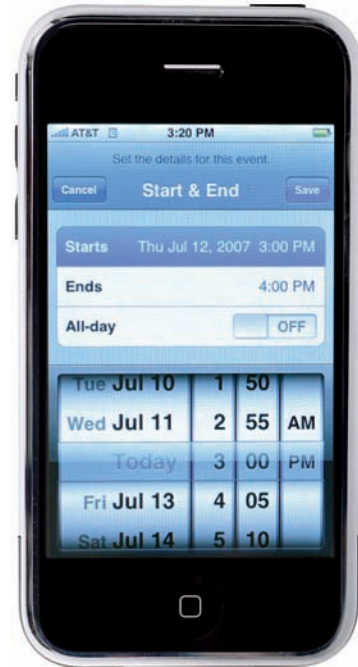 AT&T 3:20 PM
Set the details for this event.
Cancel Start & End Save
Starts Thu Jul 12, 2007 3:00 PM
Ends 4:00 PM
All-day OFF
Tue Jul 10 1 50
Wed Jul 11 2 55 AM
Today 3 00 PM
Fri Jul 13 4 05
Sat Jul 14 5 10